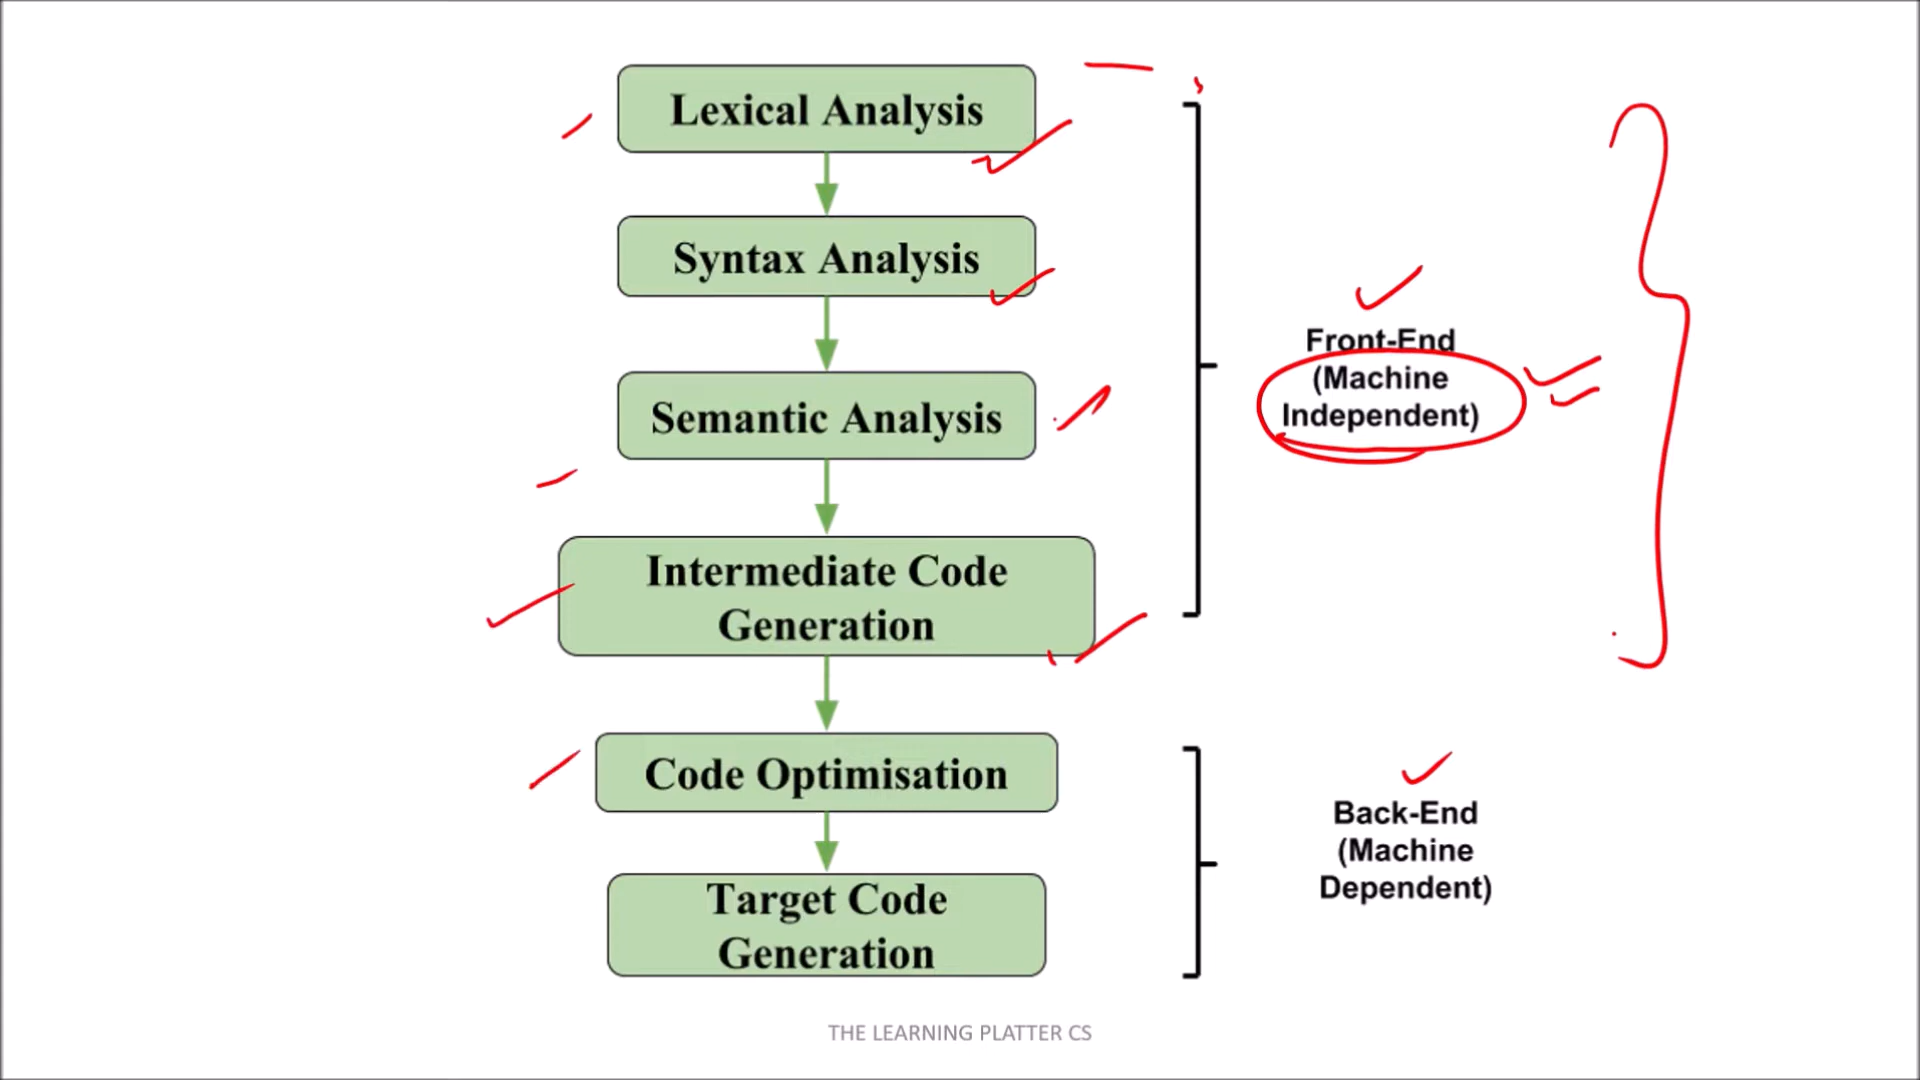 Lexical Analysis
Syntax Analysis
Semantic Analysis
Intermediate Code
Generation
Code Optimisation
Target Code
Generation
Front-End
(Machine
Independent)
Back-End
(Machine
Dependent)
THE LEARNING PLATTER CS